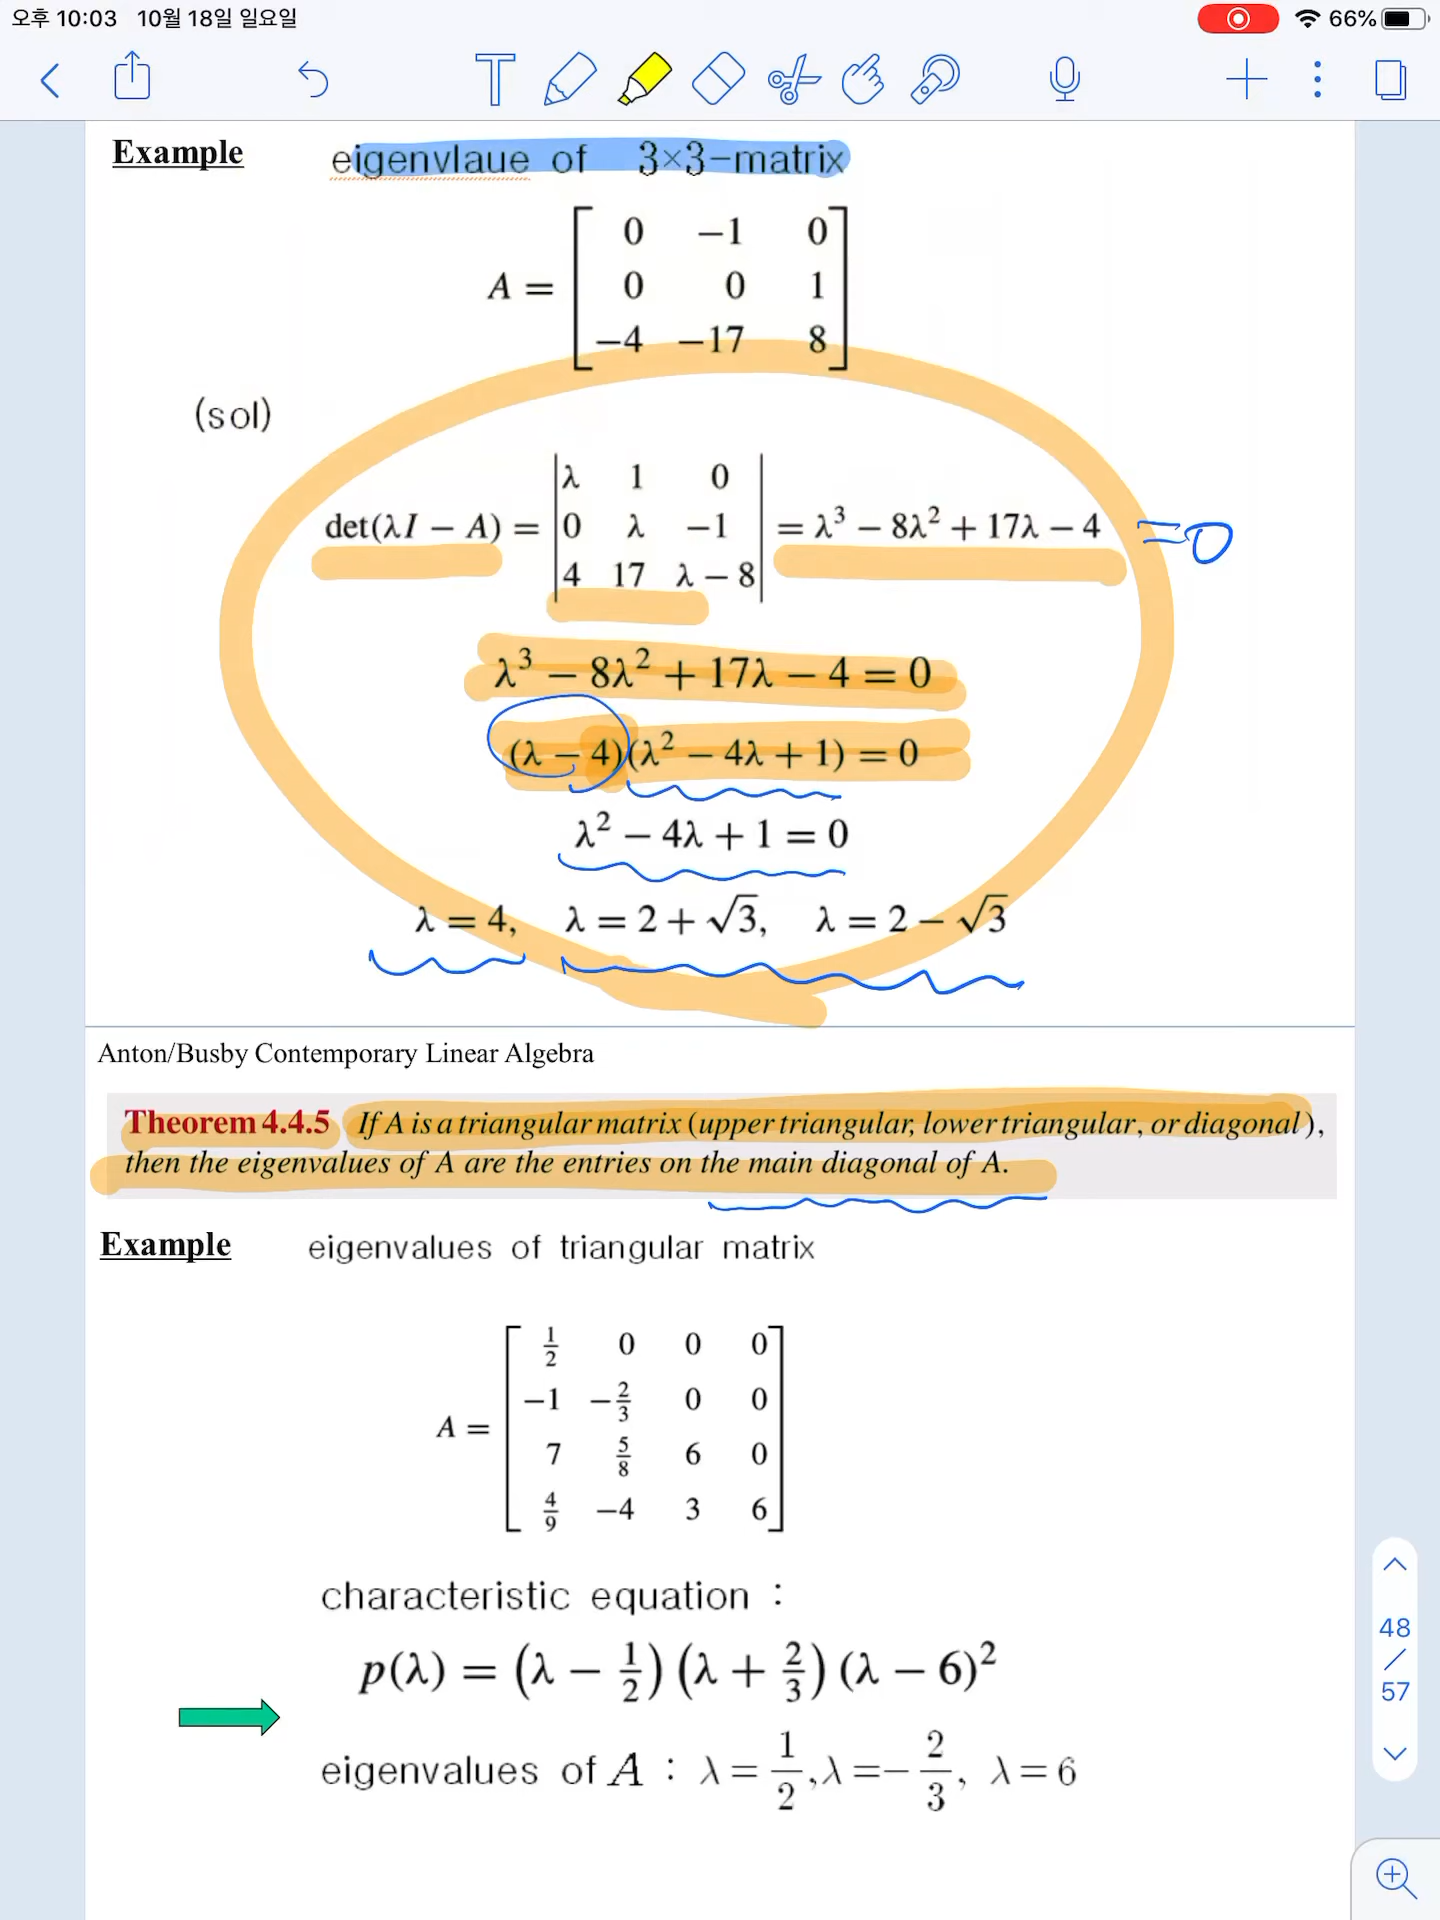 오후 10:03 10월 18일 일요일 66%
Example eigenvlaue of 3×3-matrix
A = [ 0 −1 0
0 0 1
−4 −17 8 ]
(sol)
det(λI − A) = | λ 1 0
0 λ −1
4 17 λ − 8 | = λ³ − 8λ² + 17λ − 4 =0
λ³ − 8λ² + 17λ − 4 = 0
(λ − 4)(λ² − 4λ + 1) = 0
λ² − 4λ + 1 = 0
λ = 4, λ = 2 + √3, λ = 2 − √3
Anton/Busby Contemporary Linear Algebra
Theorem 4.4.5 If A is a triangular matrix (upper triangular, lower triangular, or diagonal),
then the eigenvalues of A are the entries on the main diagonal of A.
Example eigenvalues of triangular matrix
A = [ 1/2 0 0 0
−1 −2/3 0 0
7 5/8 6 0
4/9 −4 3 6 ]
characteristic equation :
p(λ) = (λ − 1/2)(λ + 2/3)(λ − 6)²
eigenvalues of A : λ = 1/2, λ = −2/3, λ = 6
48
/
57